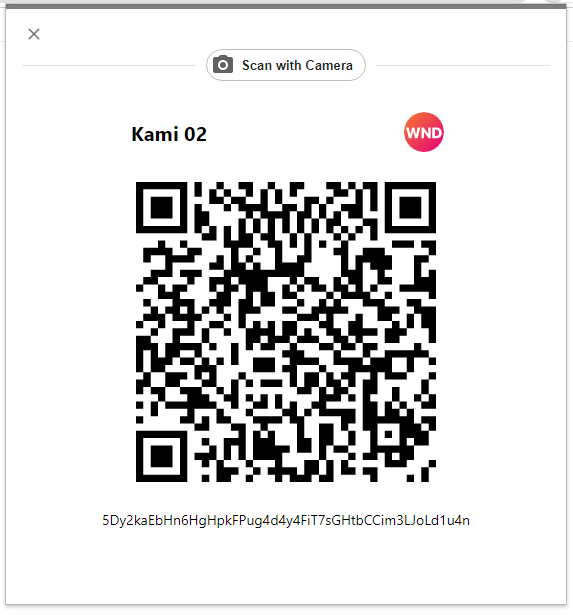 Scan with Camera
Kami 02
WND
5Dy2kaEbHn6HgHpkFPug4d4y4FiT7sGHtbCCim3LJoLd1u4n